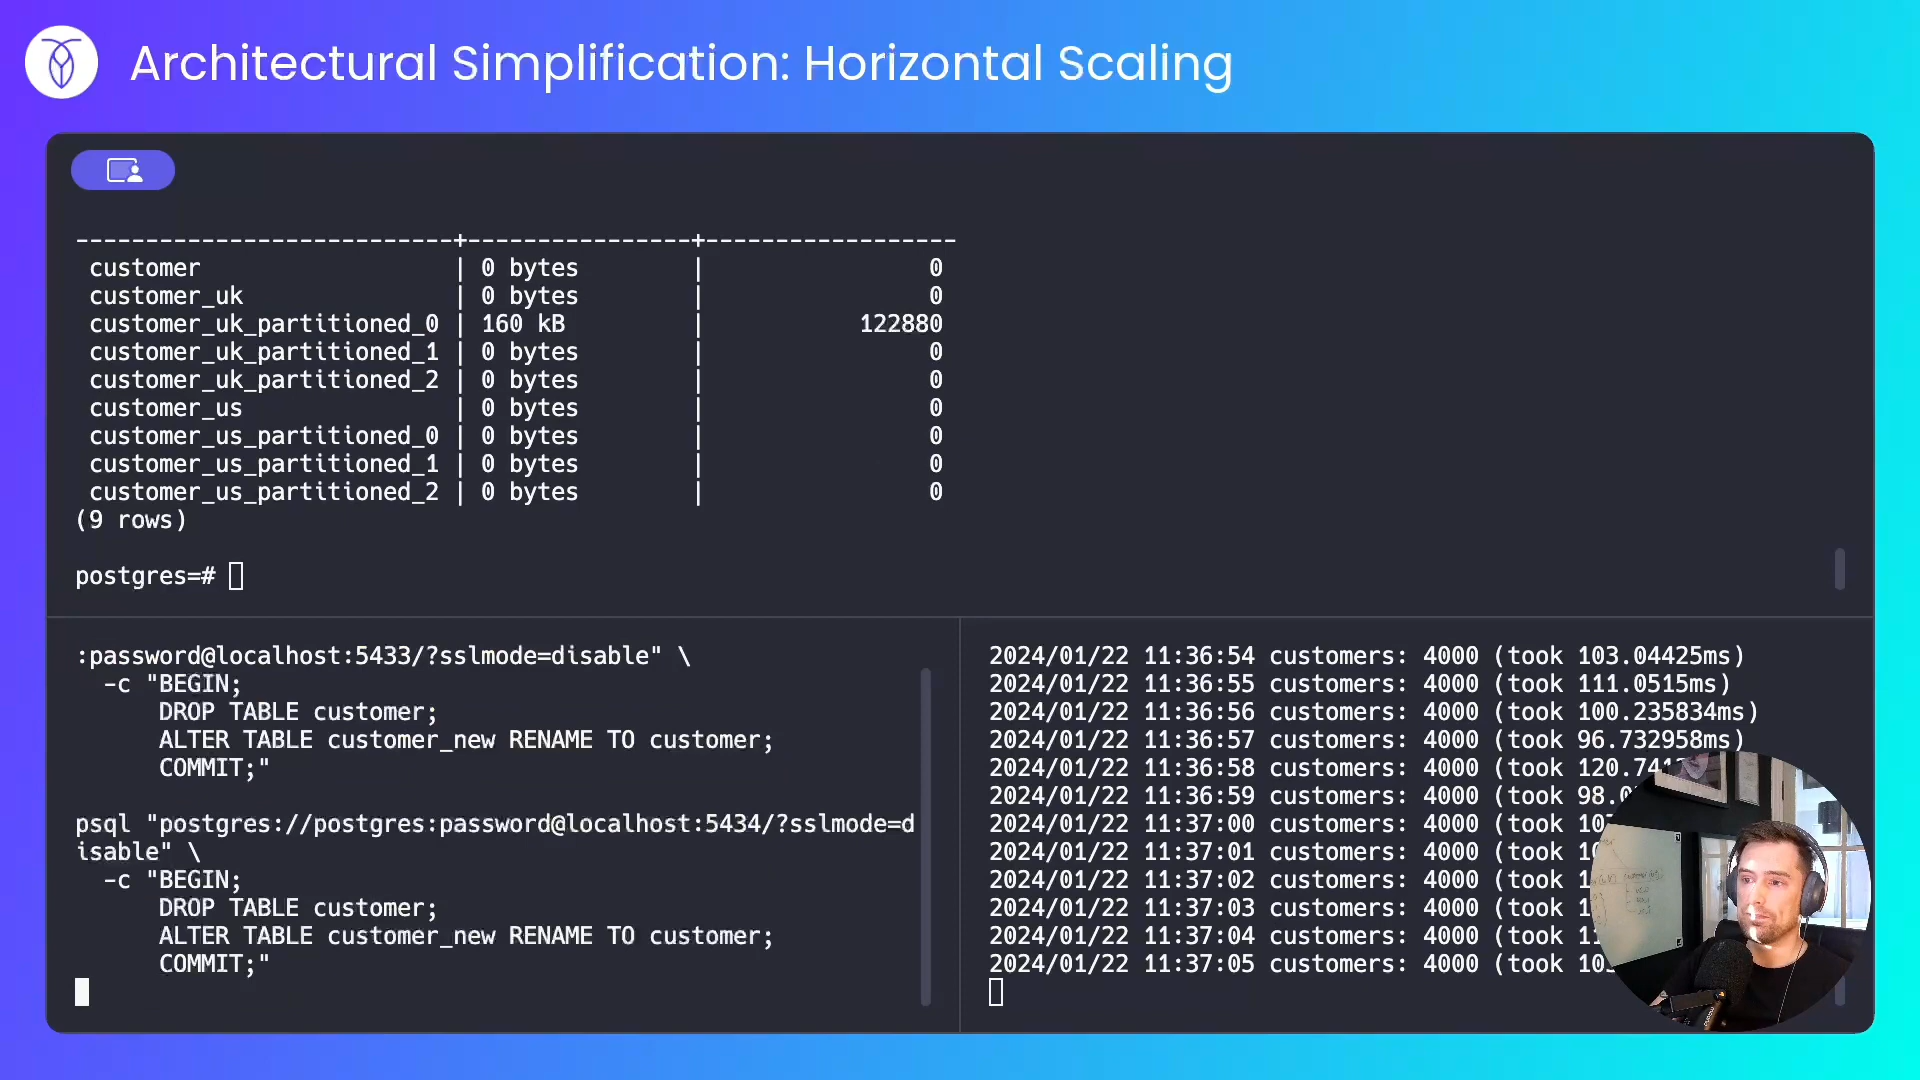 Architectural Simplification: Horizontal Scaling
---------------------------+----------------+------------------
customer | 0 bytes | 0
customer_uk | 0 bytes | 0
customer_uk_partitioned_0 | 160 kB | 122880
customer_uk_partitioned_1 | 0 bytes | 0
customer_uk_partitioned_2 | 0 bytes | 0
customer_us | 0 bytes | 0
customer_us_partitioned_0 | 0 bytes | 0
customer_us_partitioned_1 | 0 bytes | 0
customer_us_partitioned_2 | 0 bytes | 0
(9 rows)
postgres=#
:password@localhost:5433/?sslmode=disable" \
-c "BEGIN;
DROP TABLE customer;
ALTER TABLE customer_new RENAME TO customer;
COMMIT;"
psql "postgres://postgres:password@localhost:5434/?sslmode=d
isable" \
-c "BEGIN;
DROP TABLE customer;
ALTER TABLE customer_new RENAME TO customer;
COMMIT;"
2024/01/22 11:36:54 customers: 4000 (took 103.04425ms)
2024/01/22 11:36:55 customers: 4000 (took 111.0515ms)
2024/01/22 11:36:56 customers: 4000 (took 100.235834ms)
2024/01/22 11:36:57 customers: 4000 (took 96.732958ms)
2024/01/22 11:36:58 customers: 4000 (took
2024/01/22 11:36:59 customers: 4000 (took
2024/01/22 11:37:00 customers: 4000 (took
2024/01/22 11:37:01 customers: 4000 (took
2024/01/22 11:37:02 customers: 4000 (took
2024/01/22 11:37:03 customers: 4000 (took
2024/01/22 11:37:04 customers: 4000 (took
2024/01/22 11:37:05 customers: 4000 (took